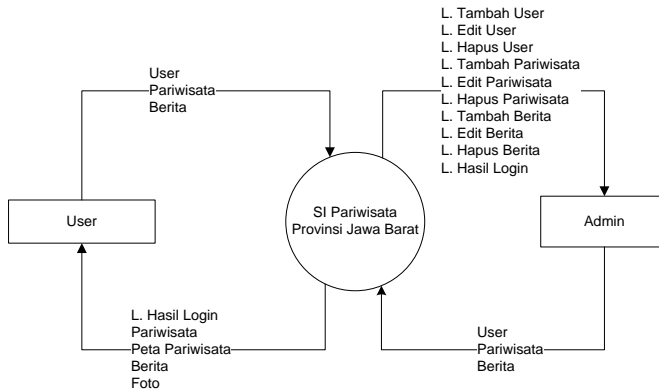 L. Tambah User
L. Edit User
L. Hapus User
L. Tambah Pariwisata
L. Edit Pariwisata
L. Hapus Pariwisata
L. Tambah Berita
L. Edit Berita
L. Hapus Berita
L. Hasil Login
User
Pariwisata
Berita
User
SI Pariwisata
Provinsi Jawa Barat
Admin
L. Hasil Login
Pariwisata
Peta Pariwisata
Berita
Foto
User
Pariwisata
Berita